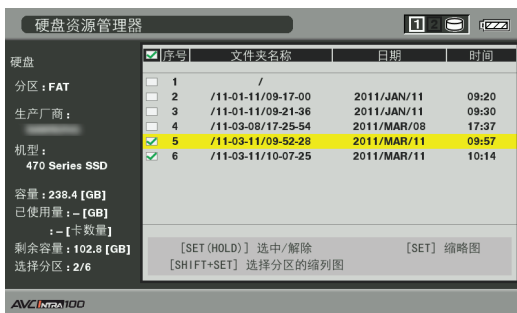 硬盘资源管理器
1 2
硬盘
分区：FAT
生产厂商：
机型：
470 Series SSD
容量：238.4 [GB]
已使用量：– [GB]
：– [卡数量]
剩余容量：102.8 [GB]
选择分区：2/6
序号 文件夹名称 日期 时间
1 /
2 /11-01-11/09-17-00 2011/JAN/11 09:20
3 /11-01-11/09-21-36 2011/JAN/11 09:30
4 /11-03-08/17-25-54 2011/MAR/08 17:37
5 /11-03-11/09-52-28 2011/MAR/11 09:57
6 /11-03-11/10-07-25 2011/MAR/11 10:14
[SET(HOLD)] 选中/解除 [SET] 缩略图
[SHIFT+SET] 选择分区的缩列图
AVC INTRA 100